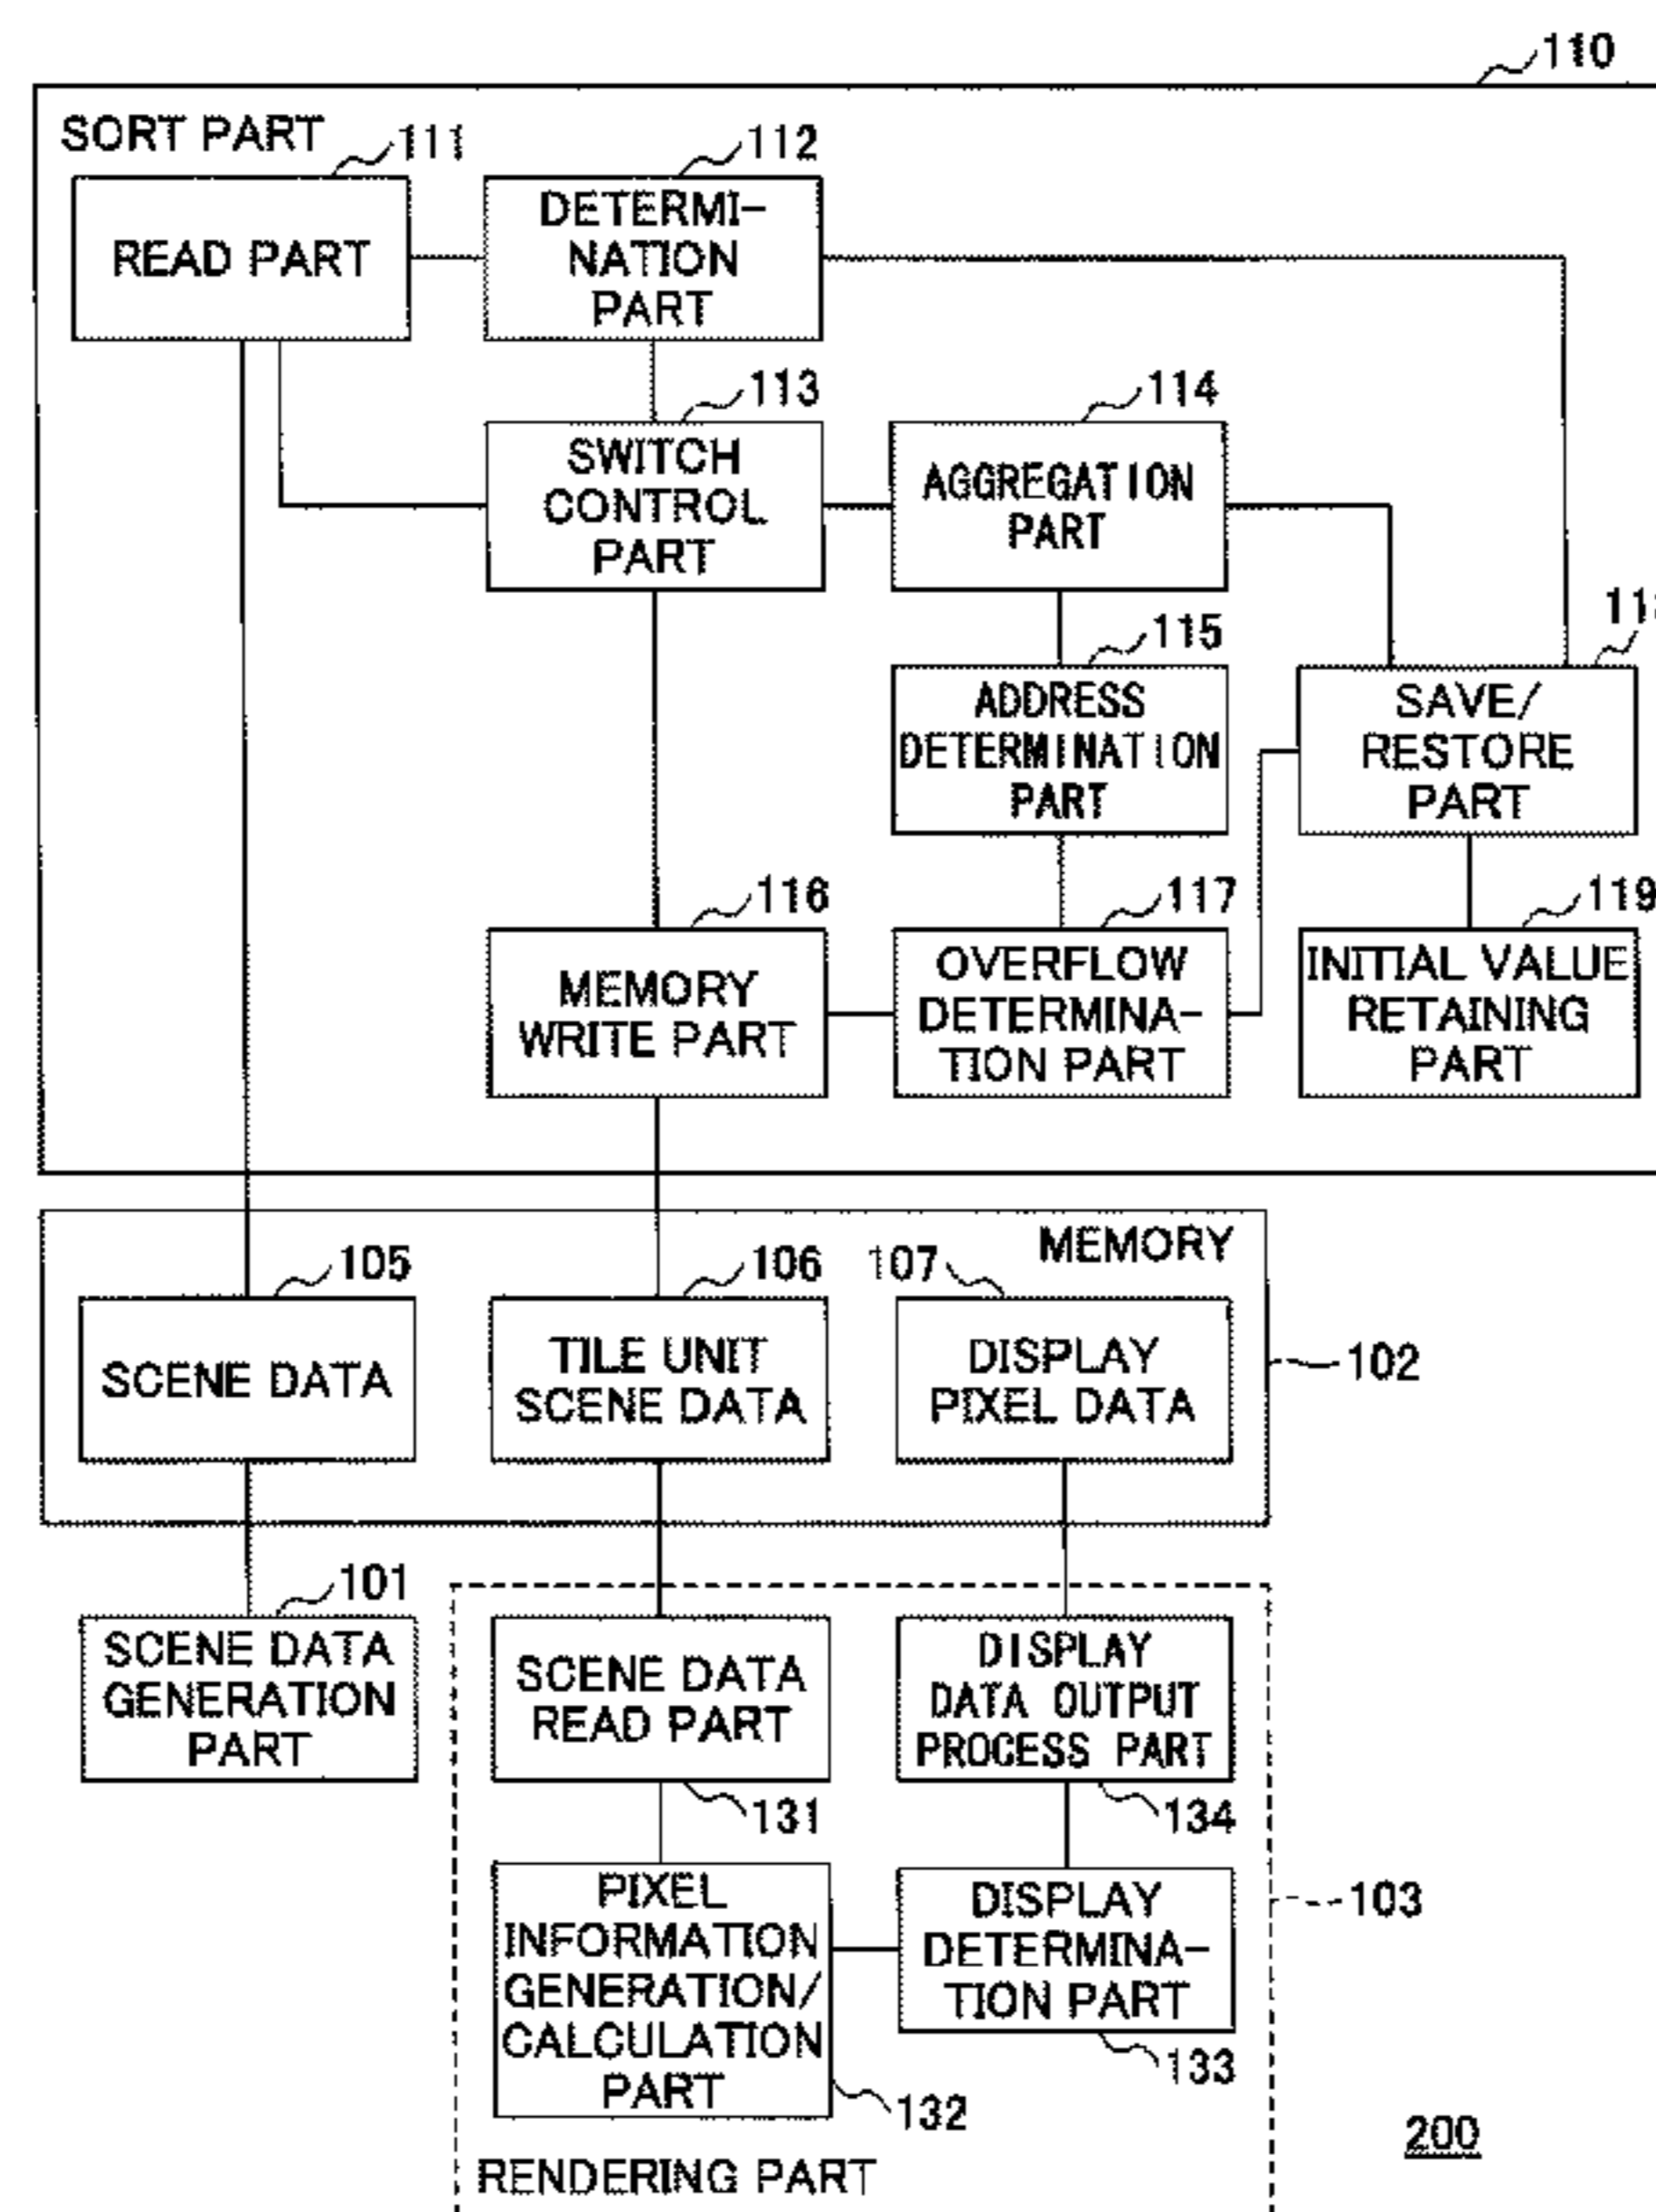 110
SORT PART
111
112
READ PART
DETERMI-
NATION
PART
113
114
SWITCH
CONTROL
PART
AGGREGATION
PART
115
ADDRESS
DETERMINATION
PART
SAVE/
RESTORE
PART
116
117
119
MEMORY
WRITE PART
OVERFLOW
DETERMINA-
TION PART
INITIAL VALUE
RETAINING
PART
MEMORY
105
106
107
SCENE DATA
TILE UNIT
SCENE DATA
DISPLAY
PIXEL DATA
102
101
SCENE DATA
GENERATION
PART
SCENE DATA
READ PART
DISPLAY
DATA OUTPUT
PROCESS PART
131
134
PIXEL
INFORMATION
GENERATION/
CALCULATION
PART
DISPLAY
DETERMINA-
TION PART
103
133
132
200
RENDERING PART